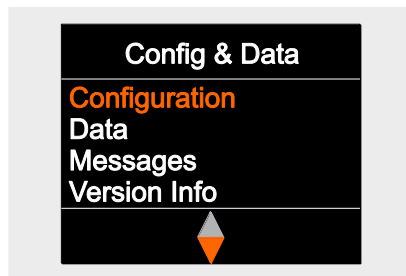 Config & Data
Configuration
Data
Messages
Version Info